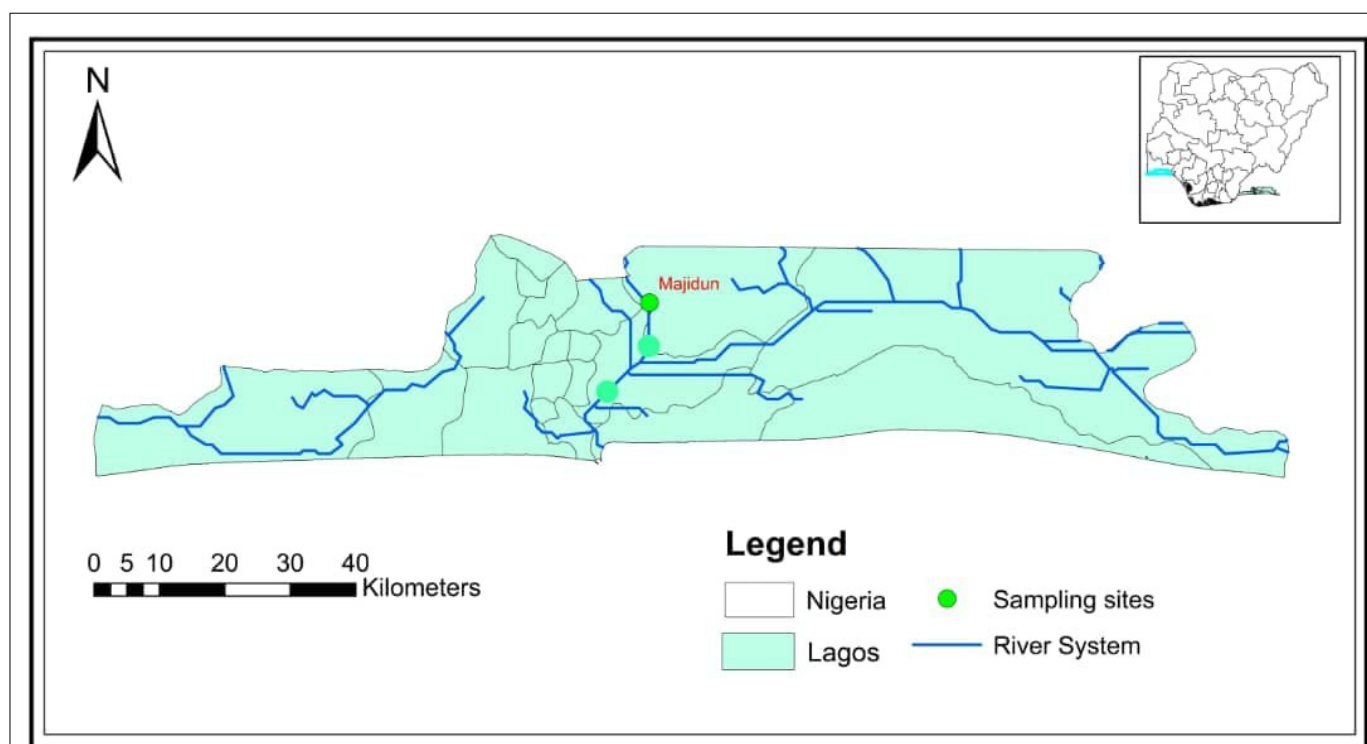 N
Majidun
0 5 10 20 30 40
Kilometers
Legend
Nigeria
Sampling sites
Lagos
River System